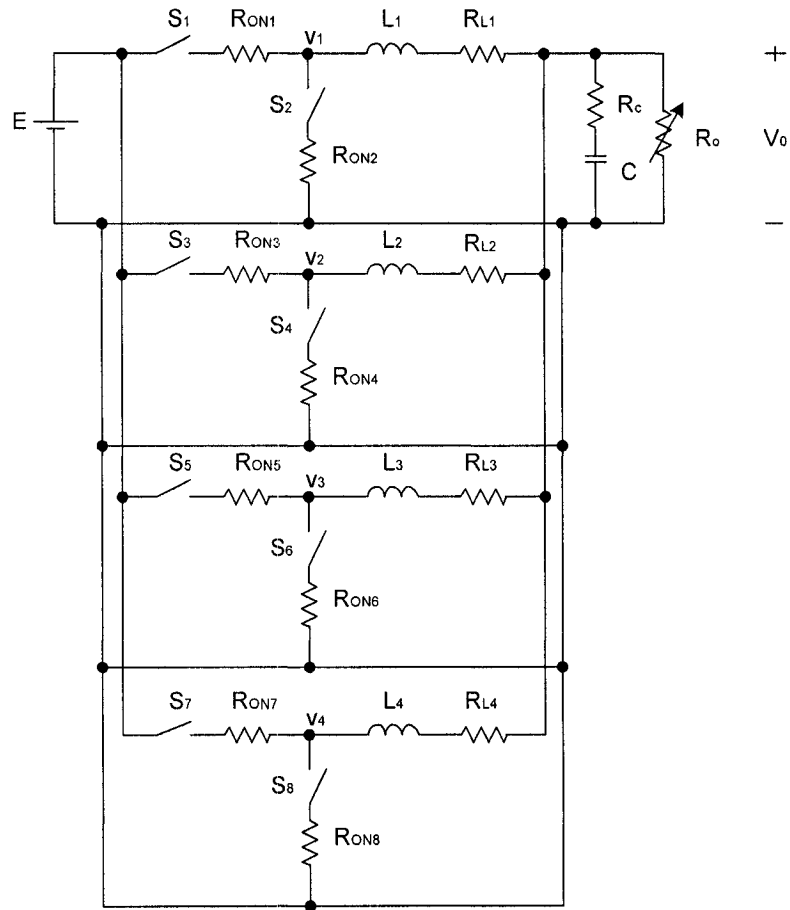 S1 RON1 V1 L1 RL1
+
E S2 Rc Ro V0
RON2 C
−
S3 RON3 V2 L2 RL2
S4
RON4
S5 RON5 V3 L3 RL3
S6
RON6
S7 RON7 V4 L4 RL4
S8
RON8